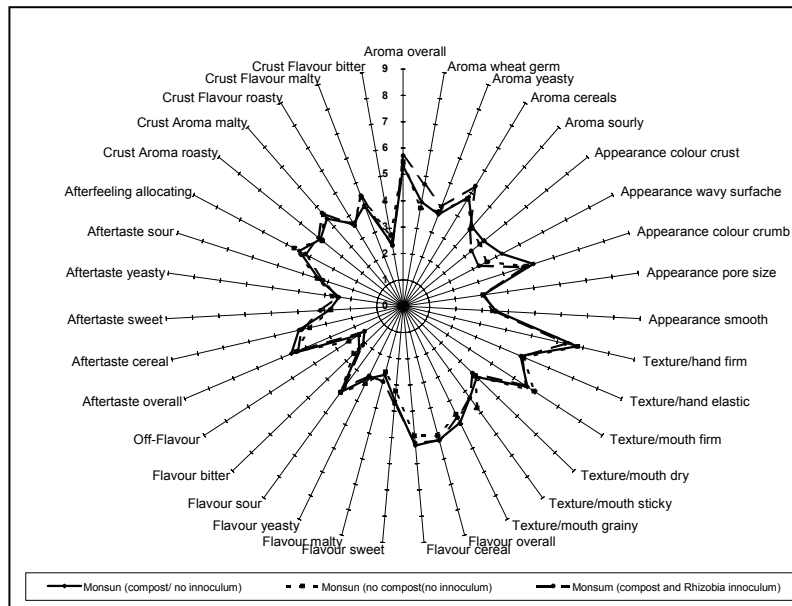 Aroma overall
Aroma wheat germ
Aroma yeasty
Aroma cereals
Aroma sourly
Appearance colour crust
Appearance wavy surfache
Appearance colour crumb
Appearance pore size
Appearance smooth
Texture/hand firm
Texture/hand elastic
Texture/mouth firm
Texture/mouth dry
Texture/mouth sticky
Texture/mouth grainy
Flavour overall
Flavour cereal
Flavour sweet
Flavour malty
Flavour yeasty
Flavour sour
Flavour bitter
Off-Flavour
Aftertaste overall
Aftertaste cereal
Aftertaste sweet
Aftertaste yeasty
Aftertaste sour
Afterfeeling allocating
Crust Aroma roasty
Crust Aroma malty
Crust Flavour roasty
Crust Flavour malty
Crust Flavour bitter
9
8
7
6
5
4
3
2
1
0
Monsun (compost/ no innoculum)
Monsun (no compost(no innoculum)
Monsum (compost and Rhizobia innoculum)